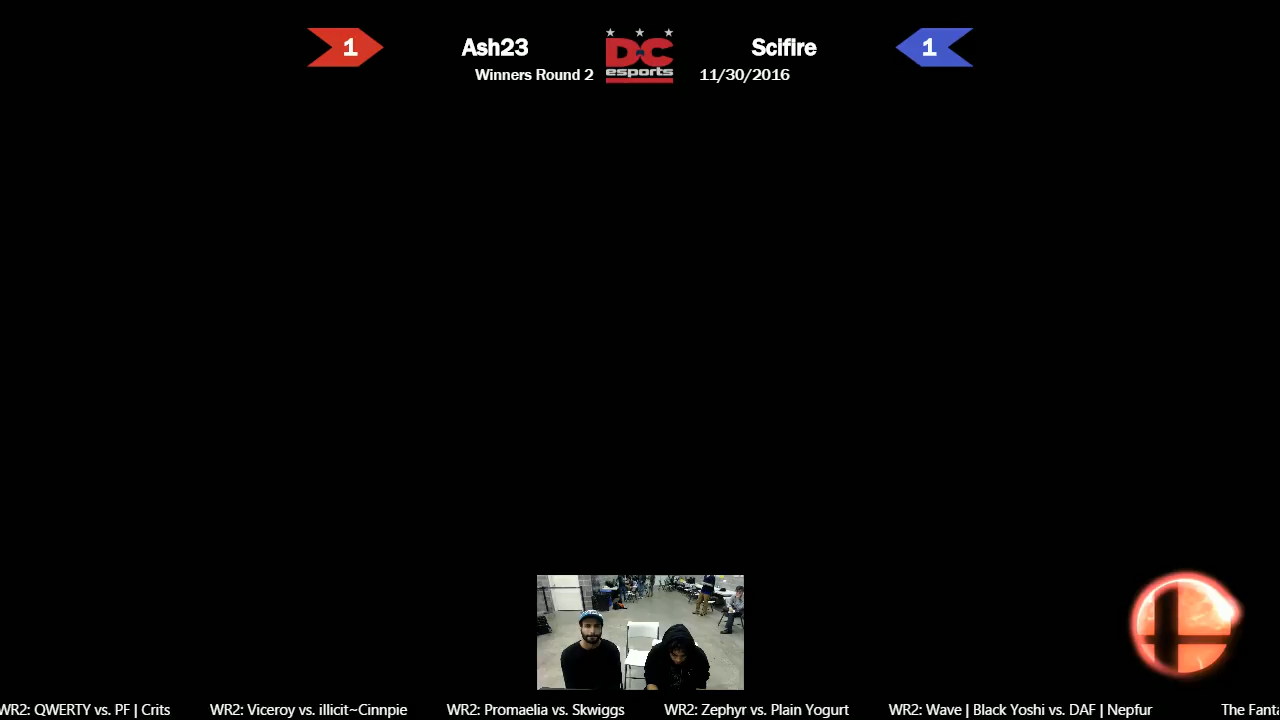 1 Ash23 DC Scifire 1
Winners Round 2 esports 11/30/2016
WR2: QWERTY vs. PF | Crits WR2: Viceroy vs. illicit~Cinnpie WR2: Promaelia vs. Skwiggs WR2: Zephyr vs. Plain Yogurt WR2: Wave | Black Yoshi vs. DAF | Nepfur The